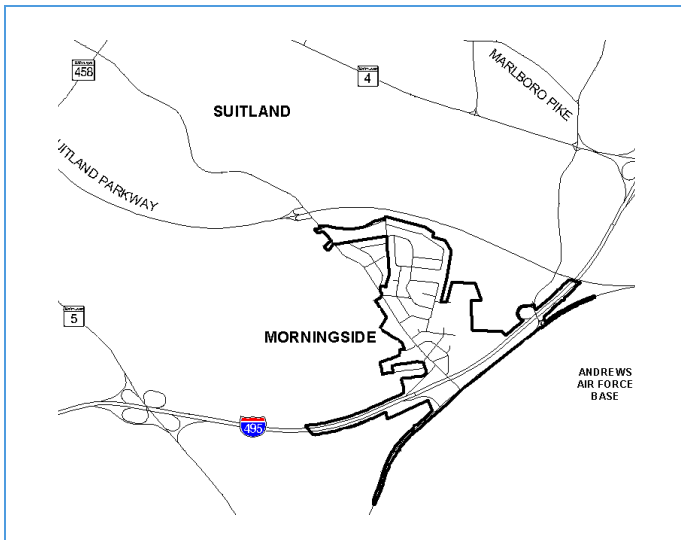 458
4
MARLBORO PIKE
SUITLAND
UITLAND PARKWAY
5
MORNINGSIDE
ANDREWS
AIR FORCE
BASE
495